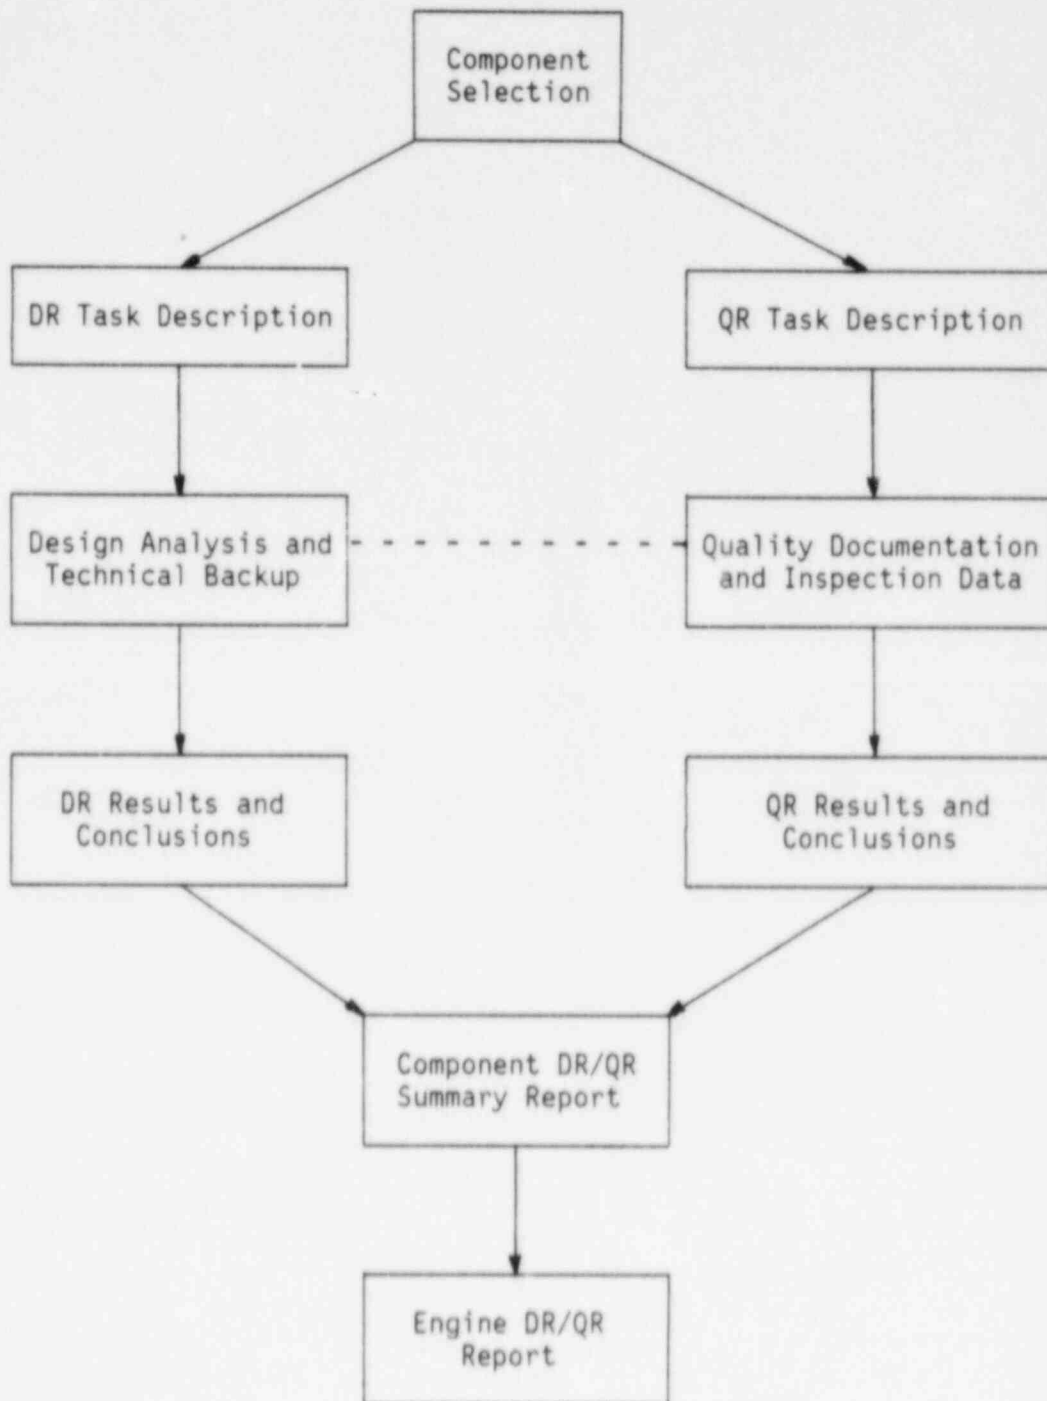 Component
Selection
DR Task Description
QR Task Description
Design Analysis and
Technical Backup
Quality Documentation
and Inspection Data
DR Results and
Conclusions
QR Results and
Conclusions
Component DR/QR
Summary Report
Engine DR/QR
Report